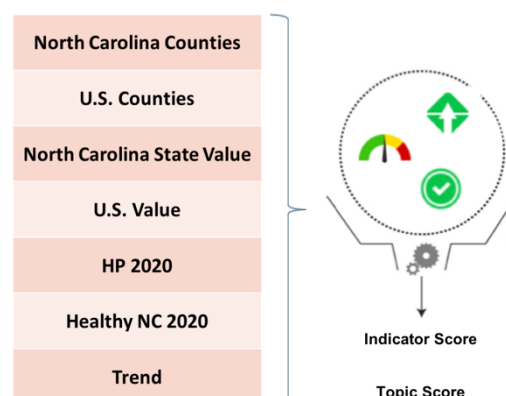 North Carolina Counties
U.S. Counties
North Carolina State Value
U.S. Value
HP 2020
Healthy NC 2020
Trend
Indicator Score
Topic Score